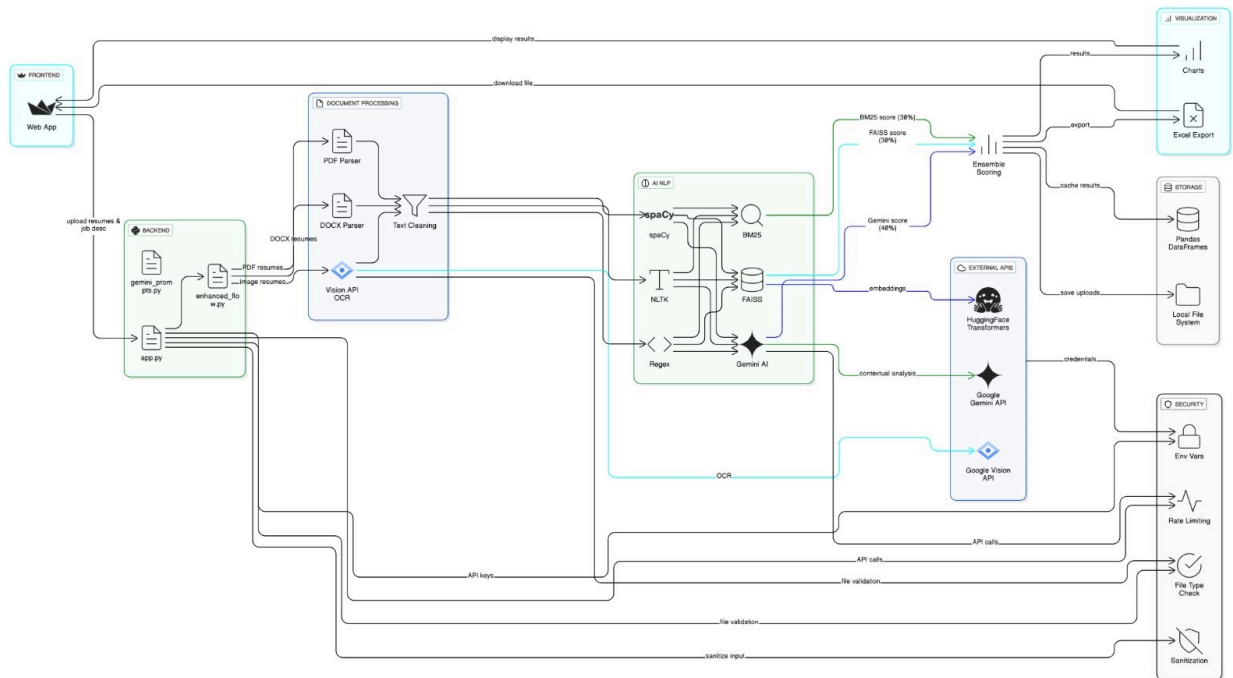 VISUALIZATION
display results
results
Charts
FRONTEND
Web App
download file
DOCUMENT PROCESSING
BM25 score (30%)
FAISS score
(30%)
export
Excel Export
PDF Parser
Ensemble
Scoring
AI NLP
cache results
STORAGE
upload resumes &
job desc
BACKEND
DOCX Parser
Text Cleaning
spaCy
spaCy
BM25
Gemini score
(40%)
Pandas
DataFrames
DOCX resumes
gemini_prom
pts.py
enhanced_flo
w.py
PDF resumes
image resumes
Vision API
OCR
NLTK
FAISS
embeddings
EXTERNAL APIS
HuggingFace
Transformers
save uploads
Local File
System
app.py
Regex
Gemini AI
contextual analysis
Google
Gemini API
credentials
SECURITY
Env Vars
OCR
Google Vision
API
Rate Limiting
API calls
API calls
API keys
file validation
File Type
Check
file validation
sanitize input
Sanitization